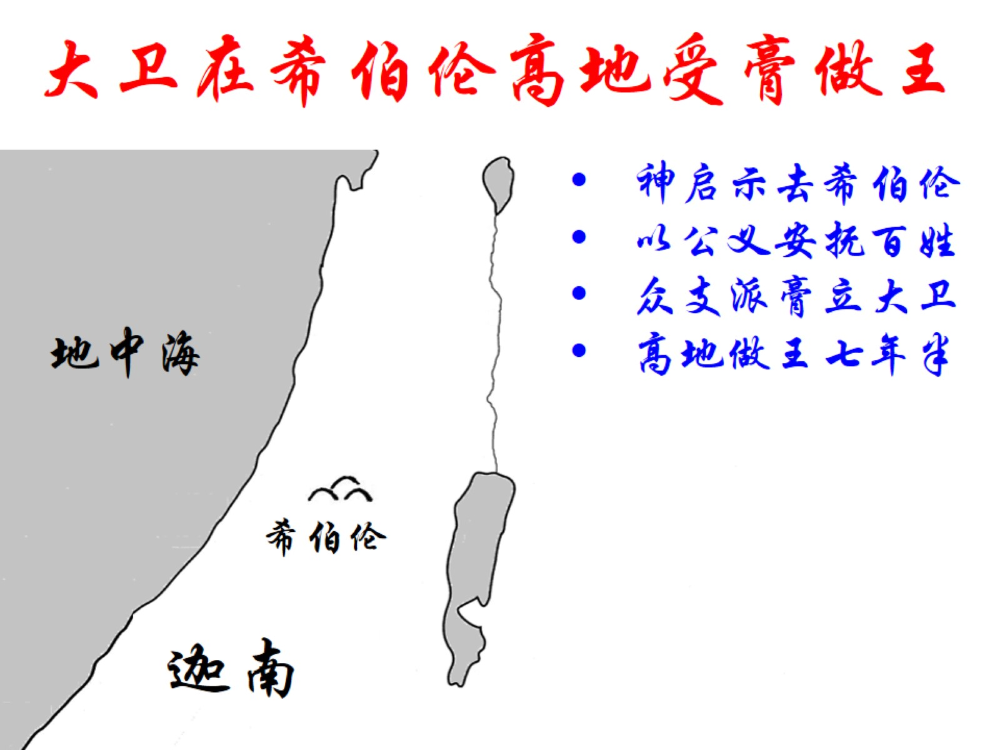 大卫在希伯伦高地受膏做王
• 神启示去希伯伦
• 以公义安抚百姓
• 众支派膏立大卫
• 高地做王七年半
地中海
希伯伦
迦南